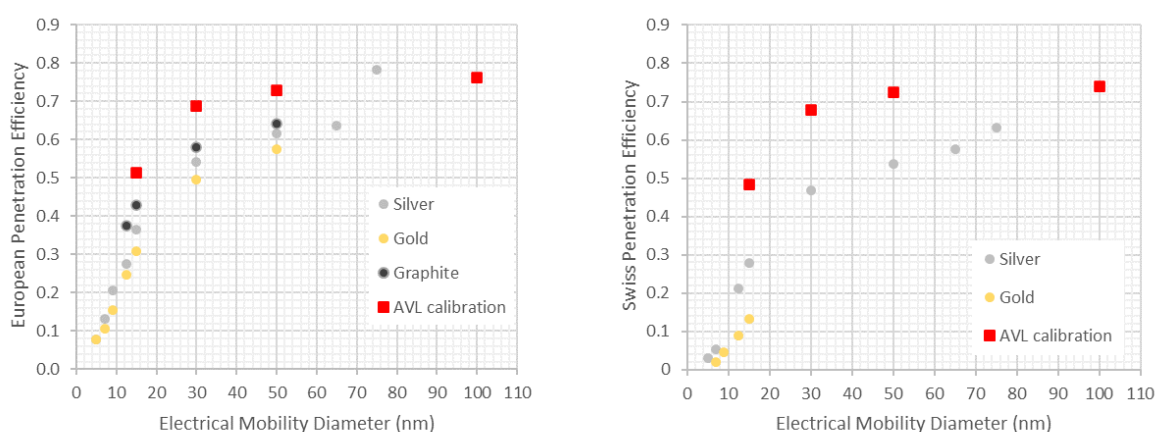 European Penetration Efficiency
0.9
0.8
0.7
0.6
0.5
0.4
0.3
0.2
0.1
0.0
0 10 20 30 40 50 60 70 80 90 100 110
Electrical Mobility Diameter (nm)
Silver
Gold
Graphite
AVL calibration
Swiss Penetration Efficiency
0.9
0.8
0.7
0.6
0.5
0.4
0.3
0.2
0.1
0
0 10 20 30 40 50 60 70 80 90 100 110
Electrical Mobility Diameter (nm)
Silver
Gold
AVL calibration